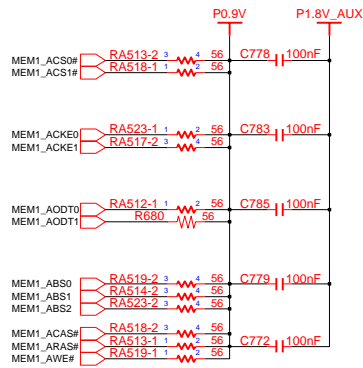 P0.9V P1.8V_AUX
MEM1_ACS0# RA513-2 3 4 56 C778 100nF
MEM1_ACS1# RA518-1 1 2 56
MEM1_ACKE0 RA523-1 1 2 56 C783 100nF
MEM1_ACKE1 RA517-2 3 4 56
MEM1_AODT0 RA512-1 1 2 56 C785 100nF
MEM1_AODT1 R680 56
MEM1_ABS0 RA519-2 3 4 56 C779 100nF
MEM1_ABS1 RA514-2 3 4 56
MEM1_ABS2 RA523-2 3 4 56
MEM1_ACAS# RA518-2 3 4 56
MEM1_ARAS# RA513-1 1 2 56 C772 100nF
MEM1_AWE# RA519-1 1 2 56